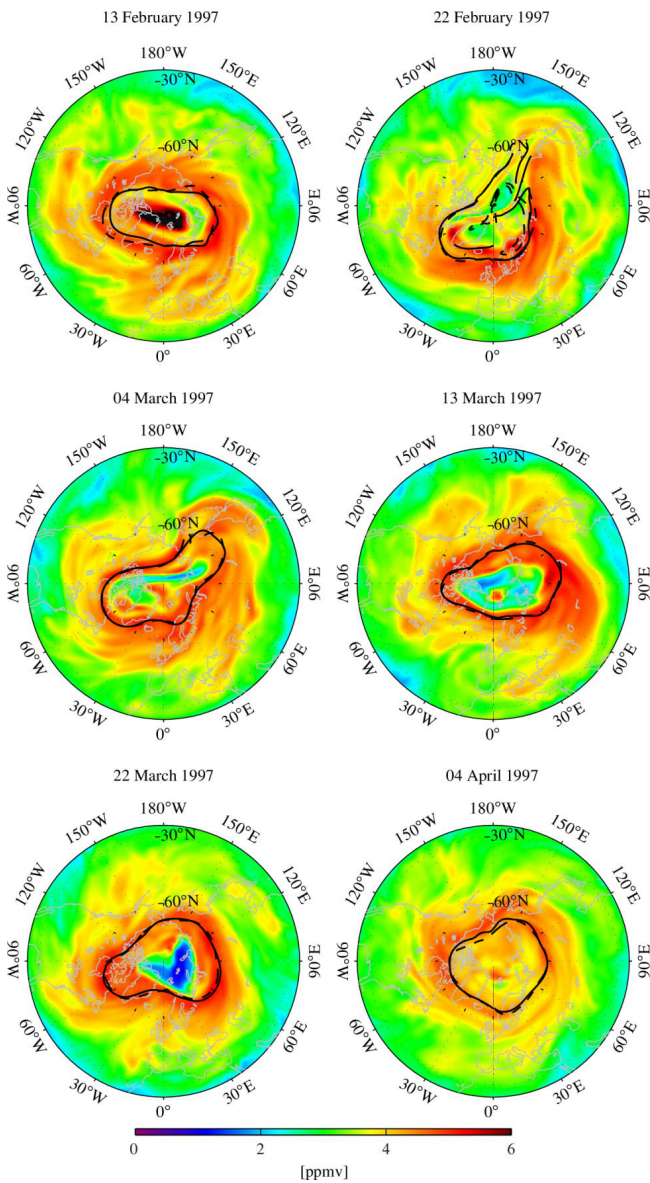 13 February 1997
180°W
150°W
150°E
-30°N
120°W
120°E
-60°N
90°W
90°E
60°W
60°E
30°W
30°E
0°
22 February 1997
180°W
150°W
150°E
-30°N
120°W
120°E
-60°N
90°W
90°E
60°W
60°E
30°W
30°E
0°
04 March 1997
180°W
150°W
150°E
-30°N
120°W
120°E
-60°N
90°W
90°E
60°W
60°E
30°W
30°E
0°
13 March 1997
180°W
150°W
150°E
-30°N
120°W
120°E
-60°N
90°W
90°E
60°W
60°E
30°W
30°E
0°
22 March 1997
180°W
150°W
150°E
-30°N
120°W
120°E
-60°N
90°W
90°E
60°W
60°E
30°W
30°E
0°
04 April 1997
180°W
150°W
150°E
-30°N
120°W
120°E
-60°N
90°W
90°E
60°W
60°E
30°W
30°E
0°
0 2 4 6
[ppmv]